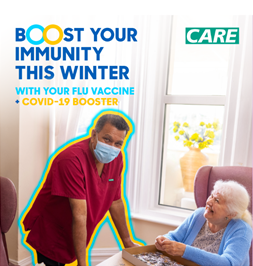 BOOST YOUR
IMMUNITY
THIS WINTER
CARE
WITH YOUR FLU VACCINE
+ COVID-19 BOOSTER